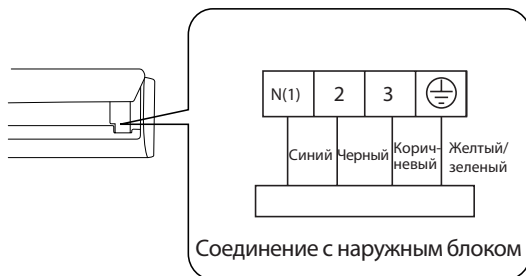 N(1) 2 3
Синий Черный Корич-
невый Желтый/
зеленый
Соединение с наружным блоком